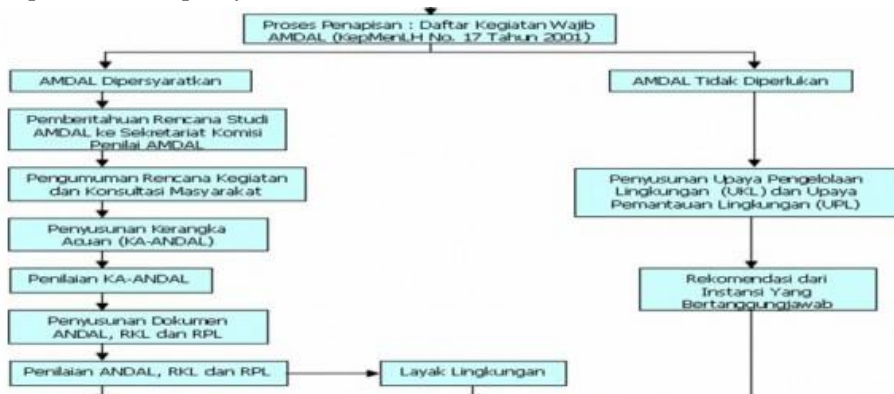 Proses Penapisan : Daftar Kegiatan Wajib
AMDAL (KepMenLH No. 17 Tahun 2001)
AMDAL Dipersyaratkan
AMDAL Tidak Diperlukan
Pemberitahuan Rencana Studi
AMDAL ke Sekretariat Komisi
Penilai AMDAL
Pengumuman Rencana Kegiatan
dan Konsultasi Masyarakat
Penyusunan Upaya Pengelolaan
Lingkungan (UKL) dan Upaya
Pemantauan Lingkungan (UPL)
Penyusunan Kerangka
Acuan (KA-ANDAL)
Penilaian KA-ANDAL
Rekomendasi dari
Instansi Yang
Bertanggungjawab
Penyusunan Dokumen
ANDAL, RKL dan RPL
Penilaian ANDAL, RKL dan RPL
Layak Lingkungan